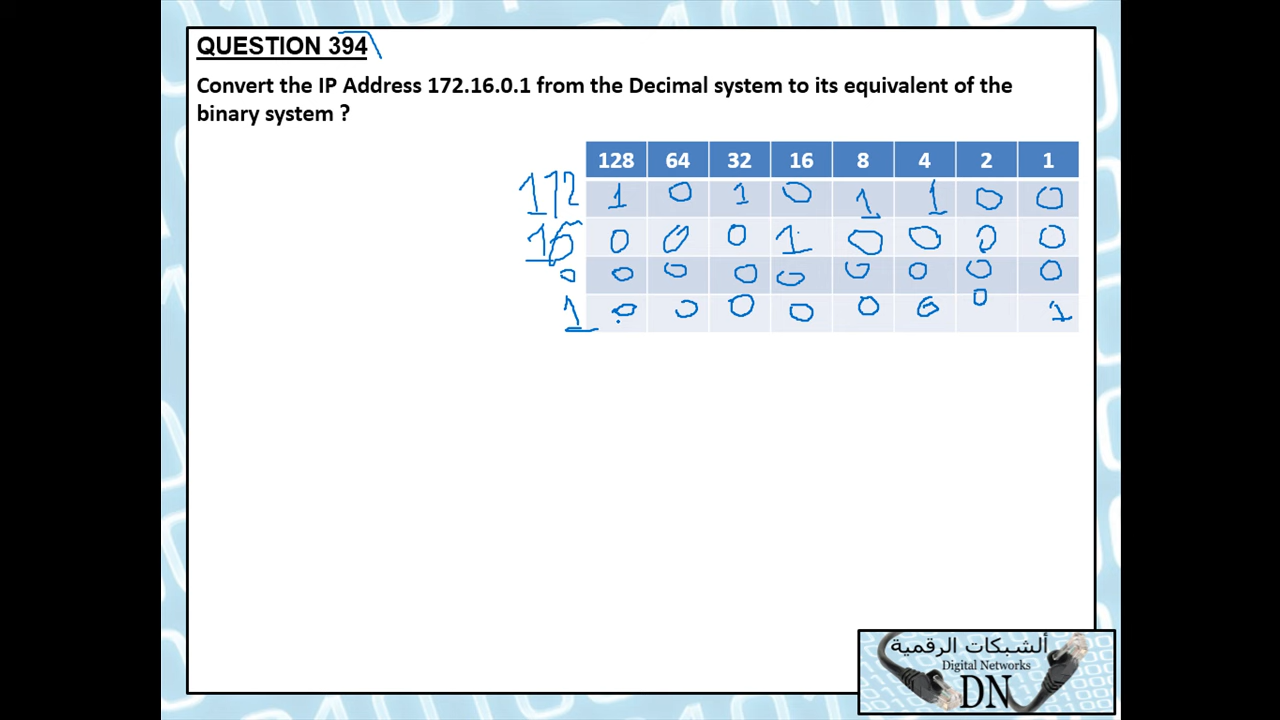 QUESTION 394
Convert the IP Address 172.16.0.1 from the Decimal system to its equivalent of the
binary system ?
128 64 32 16 8 4 2 1
172 1 0 1 0 1 1 0 0
16 0 0 0 1 0 0 0 0
0 0 0 0 0 0 0 0 0
1 0 0 0 0 0 0 0 1
ألشبكات الرقمية
Digital Networks
DN